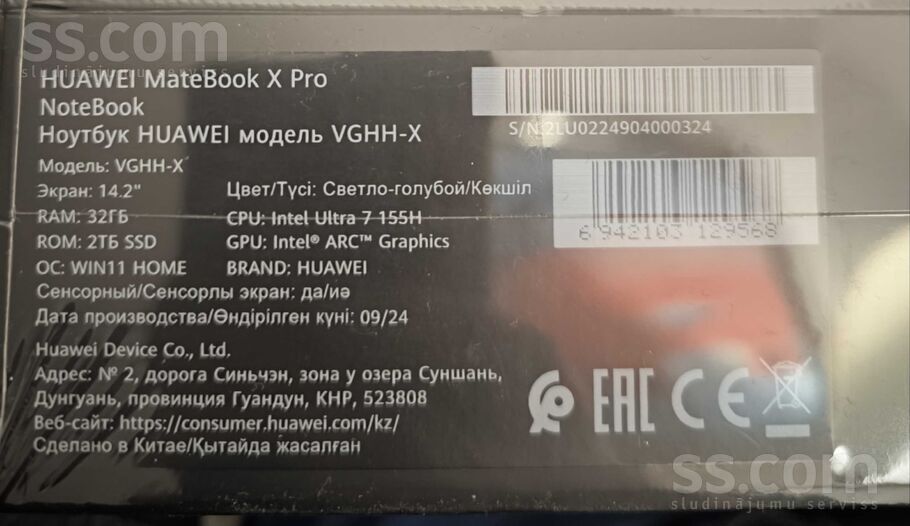 ss.com
sludinājumu serviss
HUAWEI MateBook X Pro
NoteBook
Ноутбук HUAWEI модель VGHH-X
Модель: VGHH-X
Экран: 14.2"
Цвет/Түсі: Светло-голубой/Көкшіл
RAM: 32ГБ
CPU: Intel Ultra 7 155H
ROM: 2ТБ SSD
GPU: Intel® ARC™ Graphics
ОС: WIN11 HOME
BRAND: HUAWEI
Сенсорный/Сенсорлы экран: да/иә
Дата производства/Өндірілген күні: 09/24
Huawei Device Co., Ltd.
Адрес: № 2, дорога Синьчэн, зона у озера Суншань,
Дунгуань, провинция Гуандун, КНР, 523808
Веб-сайт: https://consumer.huawei.com/kz/
Сделано в Китае/Қытайда жасалған
S/N:2LU0224904000324
6 942103 129568
EAC CE
ss.com
sludinājumu serviss